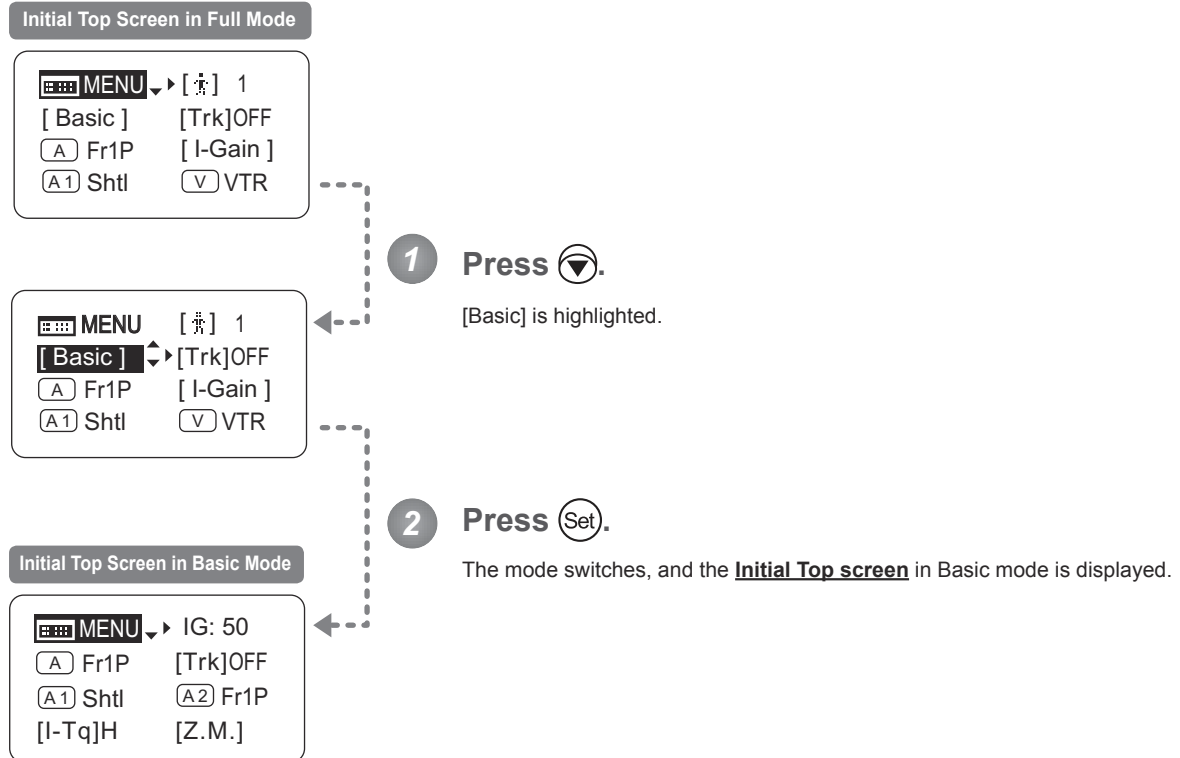 Initial Top Screen in Full Mode
MENU [ ] 1
[ Basic ] [Trk]OFF
A Fr1P [ I-Gain ]
A1 Shtl V VTR
1 Press .
[Basic] is highlighted.
MENU [ ] 1
[ Basic ] [Trk]OFF
A Fr1P [ I-Gain ]
A1 Shtl V VTR
2 Press Set.
The mode switches, and the Initial Top screen in Basic mode is displayed.
Initial Top Screen in Basic Mode
MENU IG: 50
A Fr1P [Trk]OFF
A1 Shtl A2 Fr1P
[I-Tq]H [Z.M.]